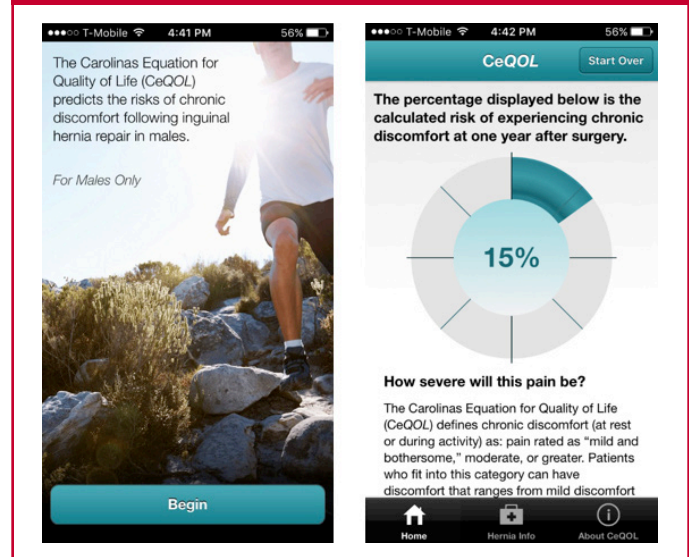 ●●●○○ T-Mobile 4:41 PM 56%
The Carolinas Equation for
Quality of Life (CeQOL)
predicts the risks of chronic
discomfort following inguinal
hernia repair in males.
For Males Only
Begin
●●●○○ T-Mobile 4:42 PM 56%
CeQOL
Start Over
The percentage displayed below is the
calculated risk of experiencing chronic
discomfort at one year after surgery.
15%
How severe will this pain be?
The Carolinas Equation for Quality of Life
(CeQOL) defines chronic discomfort (at rest
or during activity) as: pain rated as “mild and
bothersome,” moderate, or greater. Patients
who fit into this category can have
discomfort that ranges from mild discomfort
Home
Hernia Info
About CeQOL